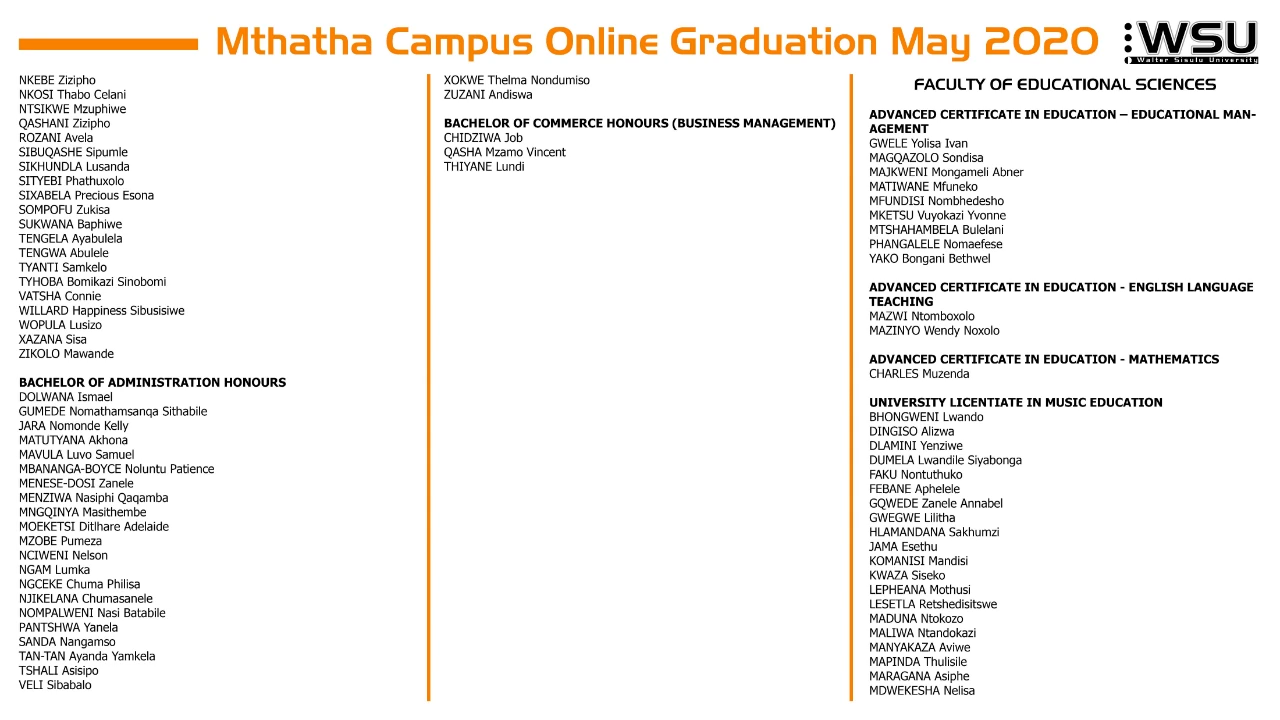 Mthatha Campus Online Graduation May 2020
WSU
Walter Sisulu University
NKEBE Zizipho
NKOSI Thabo Celani
NTSIKWE Mzuphiwe
QASHANI Zizipho
ROZANI Avela
SIBUQASHE Sipumle
SIKHUNDLA Lusanda
SITYEBI Phathuxolo
SIXABELA Precious Esona
SOMPOFU Zukisa
SUKWANA Baphiwe
TENGELA Ayabulela
TENGWA Abulele
TYANTI Samkelo
TYHOBA Bomikazi Sinobomi
VATSHA Connie
WILLARD Happiness Sibusisiwe
WOPULA Lusizo
XAZANA Sisa
ZIKOLO Mawande
BACHELOR OF ADMINISTRATION HONOURS
DOLWANA Ismael
GUMEDE Nomathamsanqa Sithabile
JARA Nomonde Kelly
MATUTYANA Akhona
MAVULA Luvo Samuel
MBANANGA-BOYCE Noluntu Patience
MENESE-DOSI Zanele
MENZIWA Nasiphi Qaqamba
MNGQINYA Masithembe
MOEKETSI Ditlhare Adelaide
MZOBE Pumeza
NCIWENI Nelson
NGAM Lumka
NGCEKE Chuma Philisa
NJIKELANA Chumasanele
NOMPALWENI Nasi Batabile
PANTSHWA Yanela
SANDA Nangamso
TAN-TAN Ayanda Yamkela
TSHALI Asisipo
VELI Sibabalo
XOKWE Thelma Nondumiso
ZUZANI Andiswa
BACHELOR OF COMMERCE HONOURS (BUSINESS MANAGEMENT)
CHIDZIWA Job
QASHA Mzamo Vincent
THIYANE Lundi
FACULTY OF EDUCATIONAL SCIENCES
ADVANCED CERTIFICATE IN EDUCATION – EDUCATIONAL MAN-
AGEMENT
GWELE Yolisa Ivan
MAGQAZOLO Sondisa
MAJKWENI Mongameli Abner
MATIWANE Mfuneko
MFUNDISI Nombhedesho
MKETSU Vuyokazi Yvonne
MTSHAHAMBELA Bulelani
PHANGALELE Nomaefese
YAKO Bongani Bethwel
ADVANCED CERTIFICATE IN EDUCATION - ENGLISH LANGUAGE
TEACHING
MAZWI Ntomboxolo
MAZINYO Wendy Noxolo
ADVANCED CERTIFICATE IN EDUCATION - MATHEMATICS
CHARLES Muzenda
UNIVERSITY LICENTIATE IN MUSIC EDUCATION
BHONGWENI Lwando
DINGISO Alizwa
DLAMINI Yenziwe
DUMELA Lwandile Siyabonga
FAKU Nontuthuko
FEBANE Aphelele
GQWEDE Zanele Annabel
GWEGWE Lilitha
HLAMANDANA Sakhumzi
JAMA Esethu
KOMANISI Mandisi
KWAZA Siseko
LEPHEANA Mothusi
LESETLA Retshedisitswe
MADUNA Ntokozo
MALIWA Ntandokazi
MANYAKAZA Aviwe
MAPINDA Thulisile
MARAGANA Asiphe
MDWEKESHA Nelisa